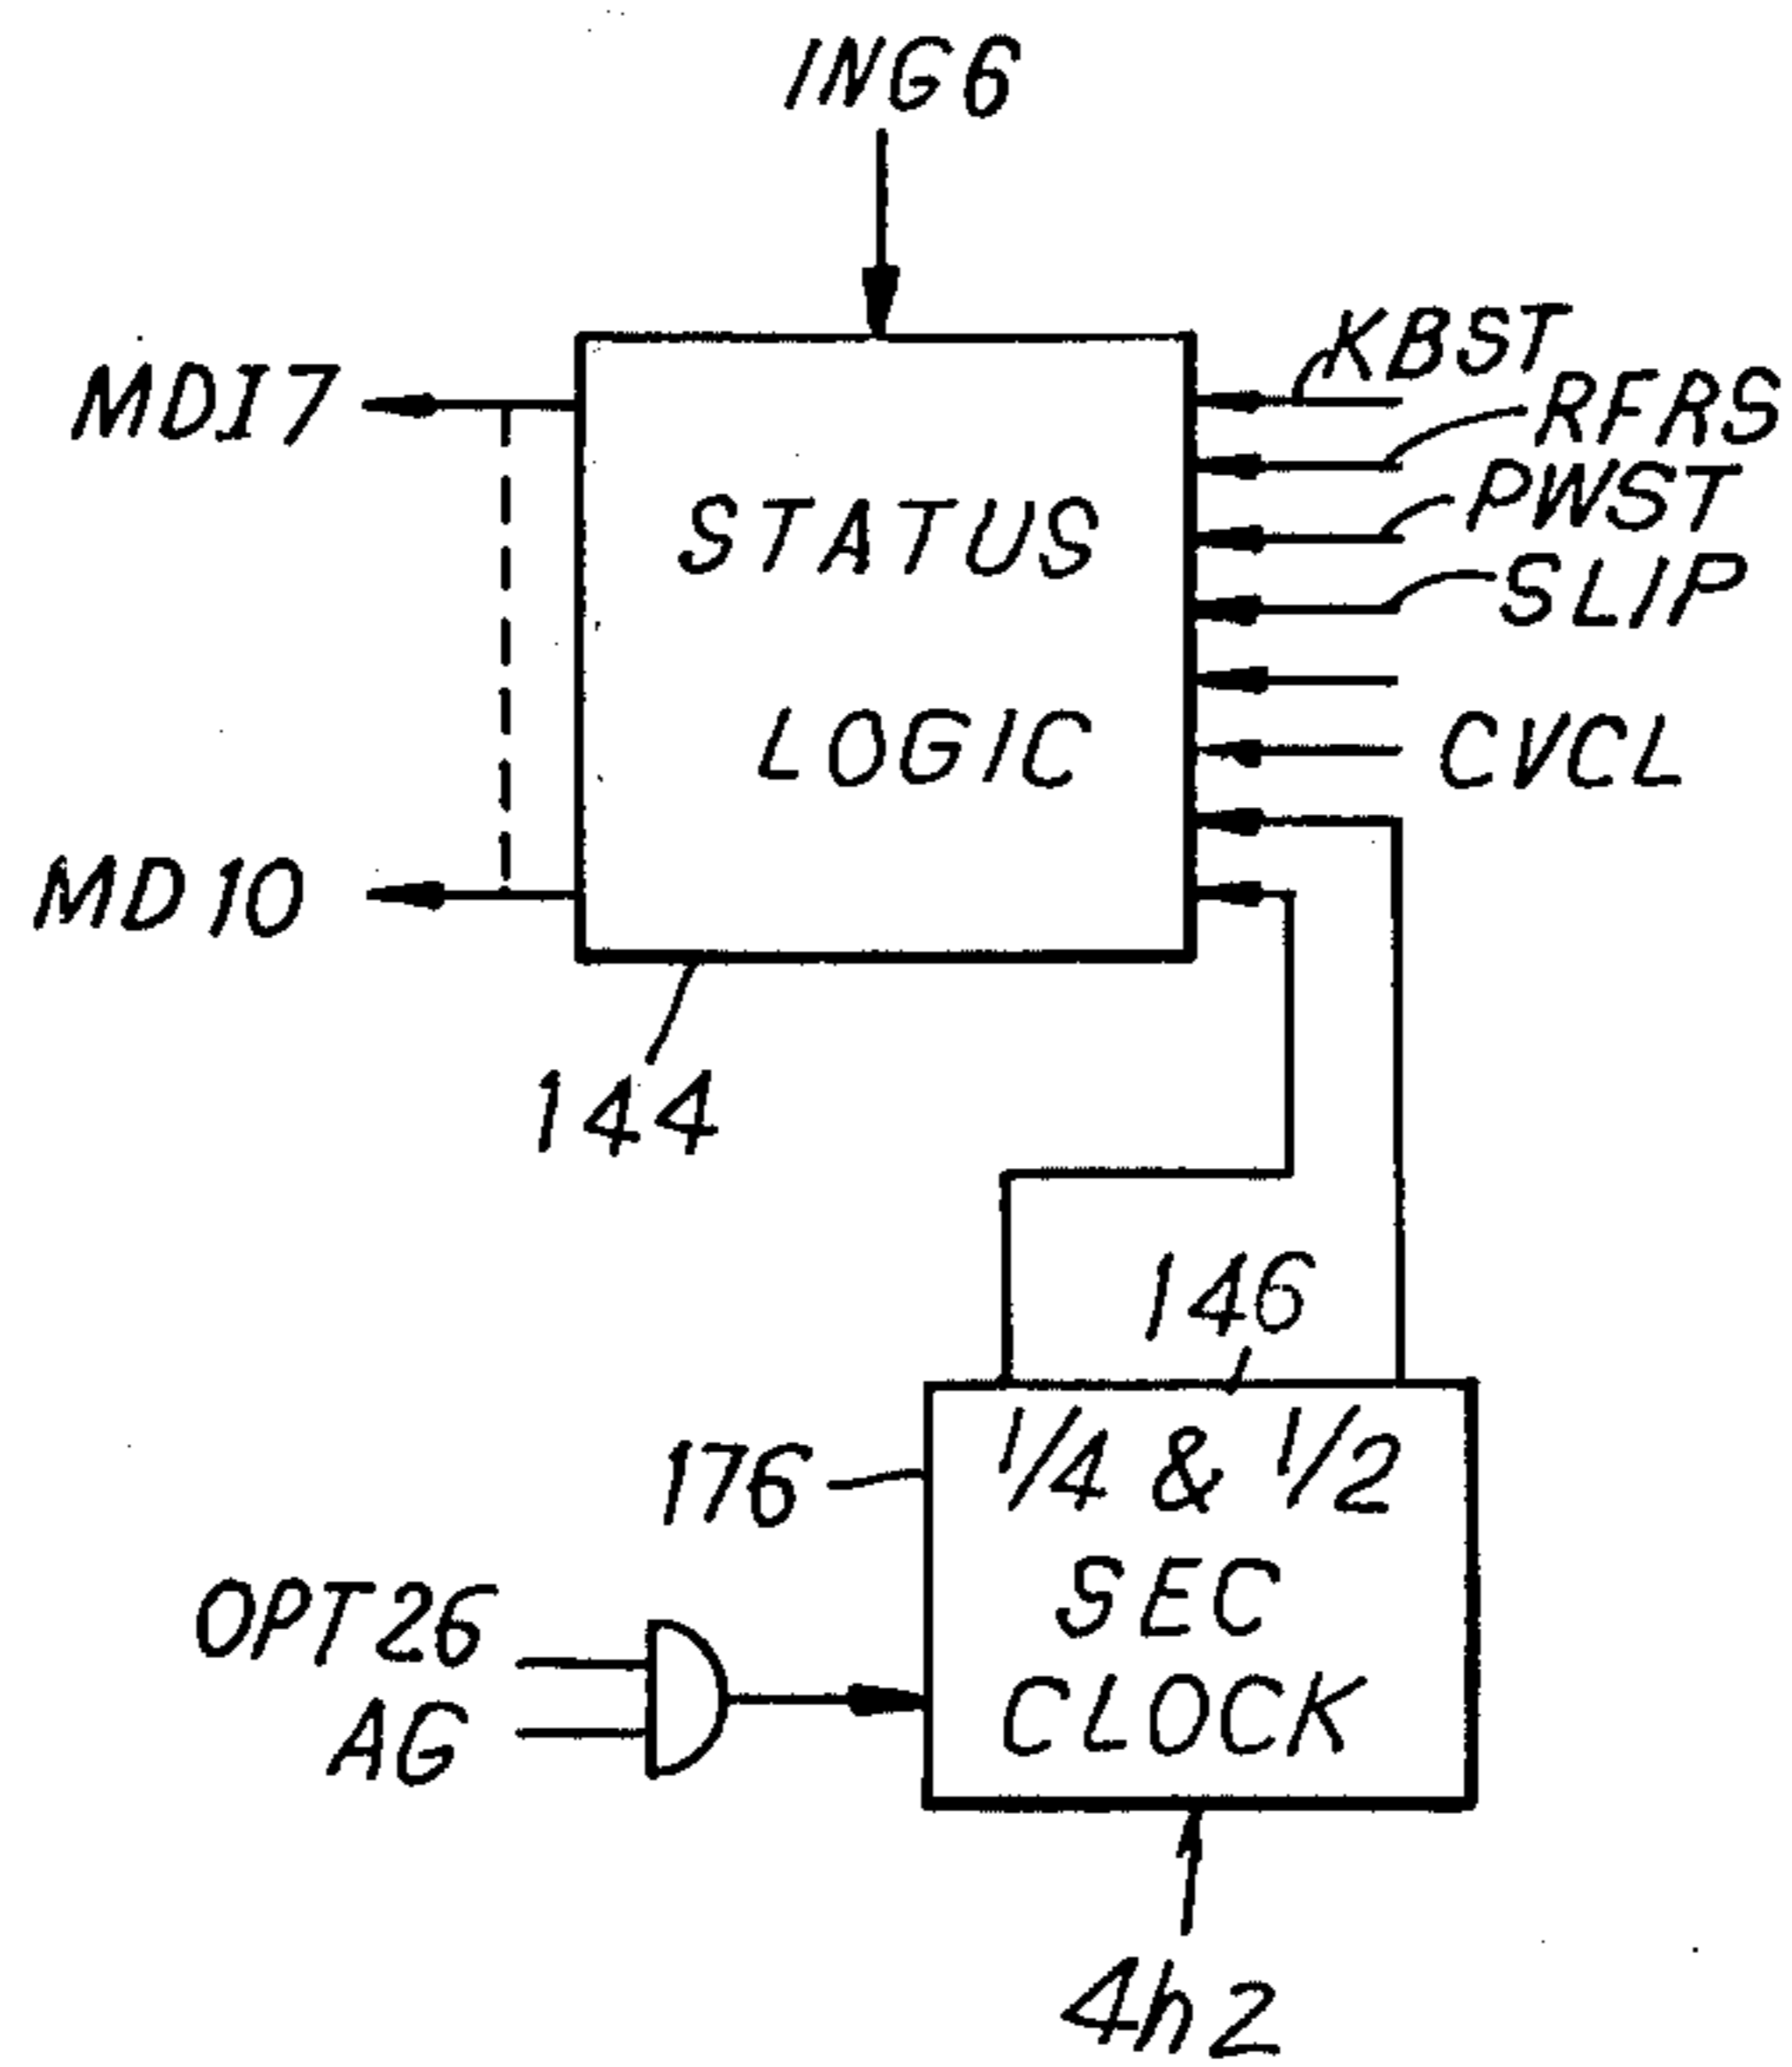 ING6
MDI7
KBST
RFRS
PWST
SLIP
STATUS
LOGIC
CVCL
MD10
144
146
176
1/4 & 1/2
SEC
CLOCK
OPT26
AG
4h2